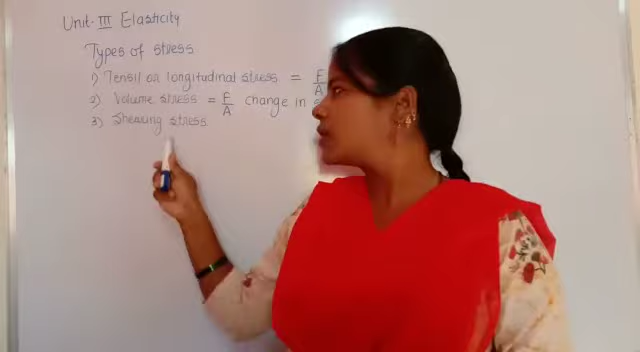 Unit-III Elasticity
Types of stress
1) Tensil or longitudinal stress = F/A
2) Volume stress = F/A change in
3) Shearing stress